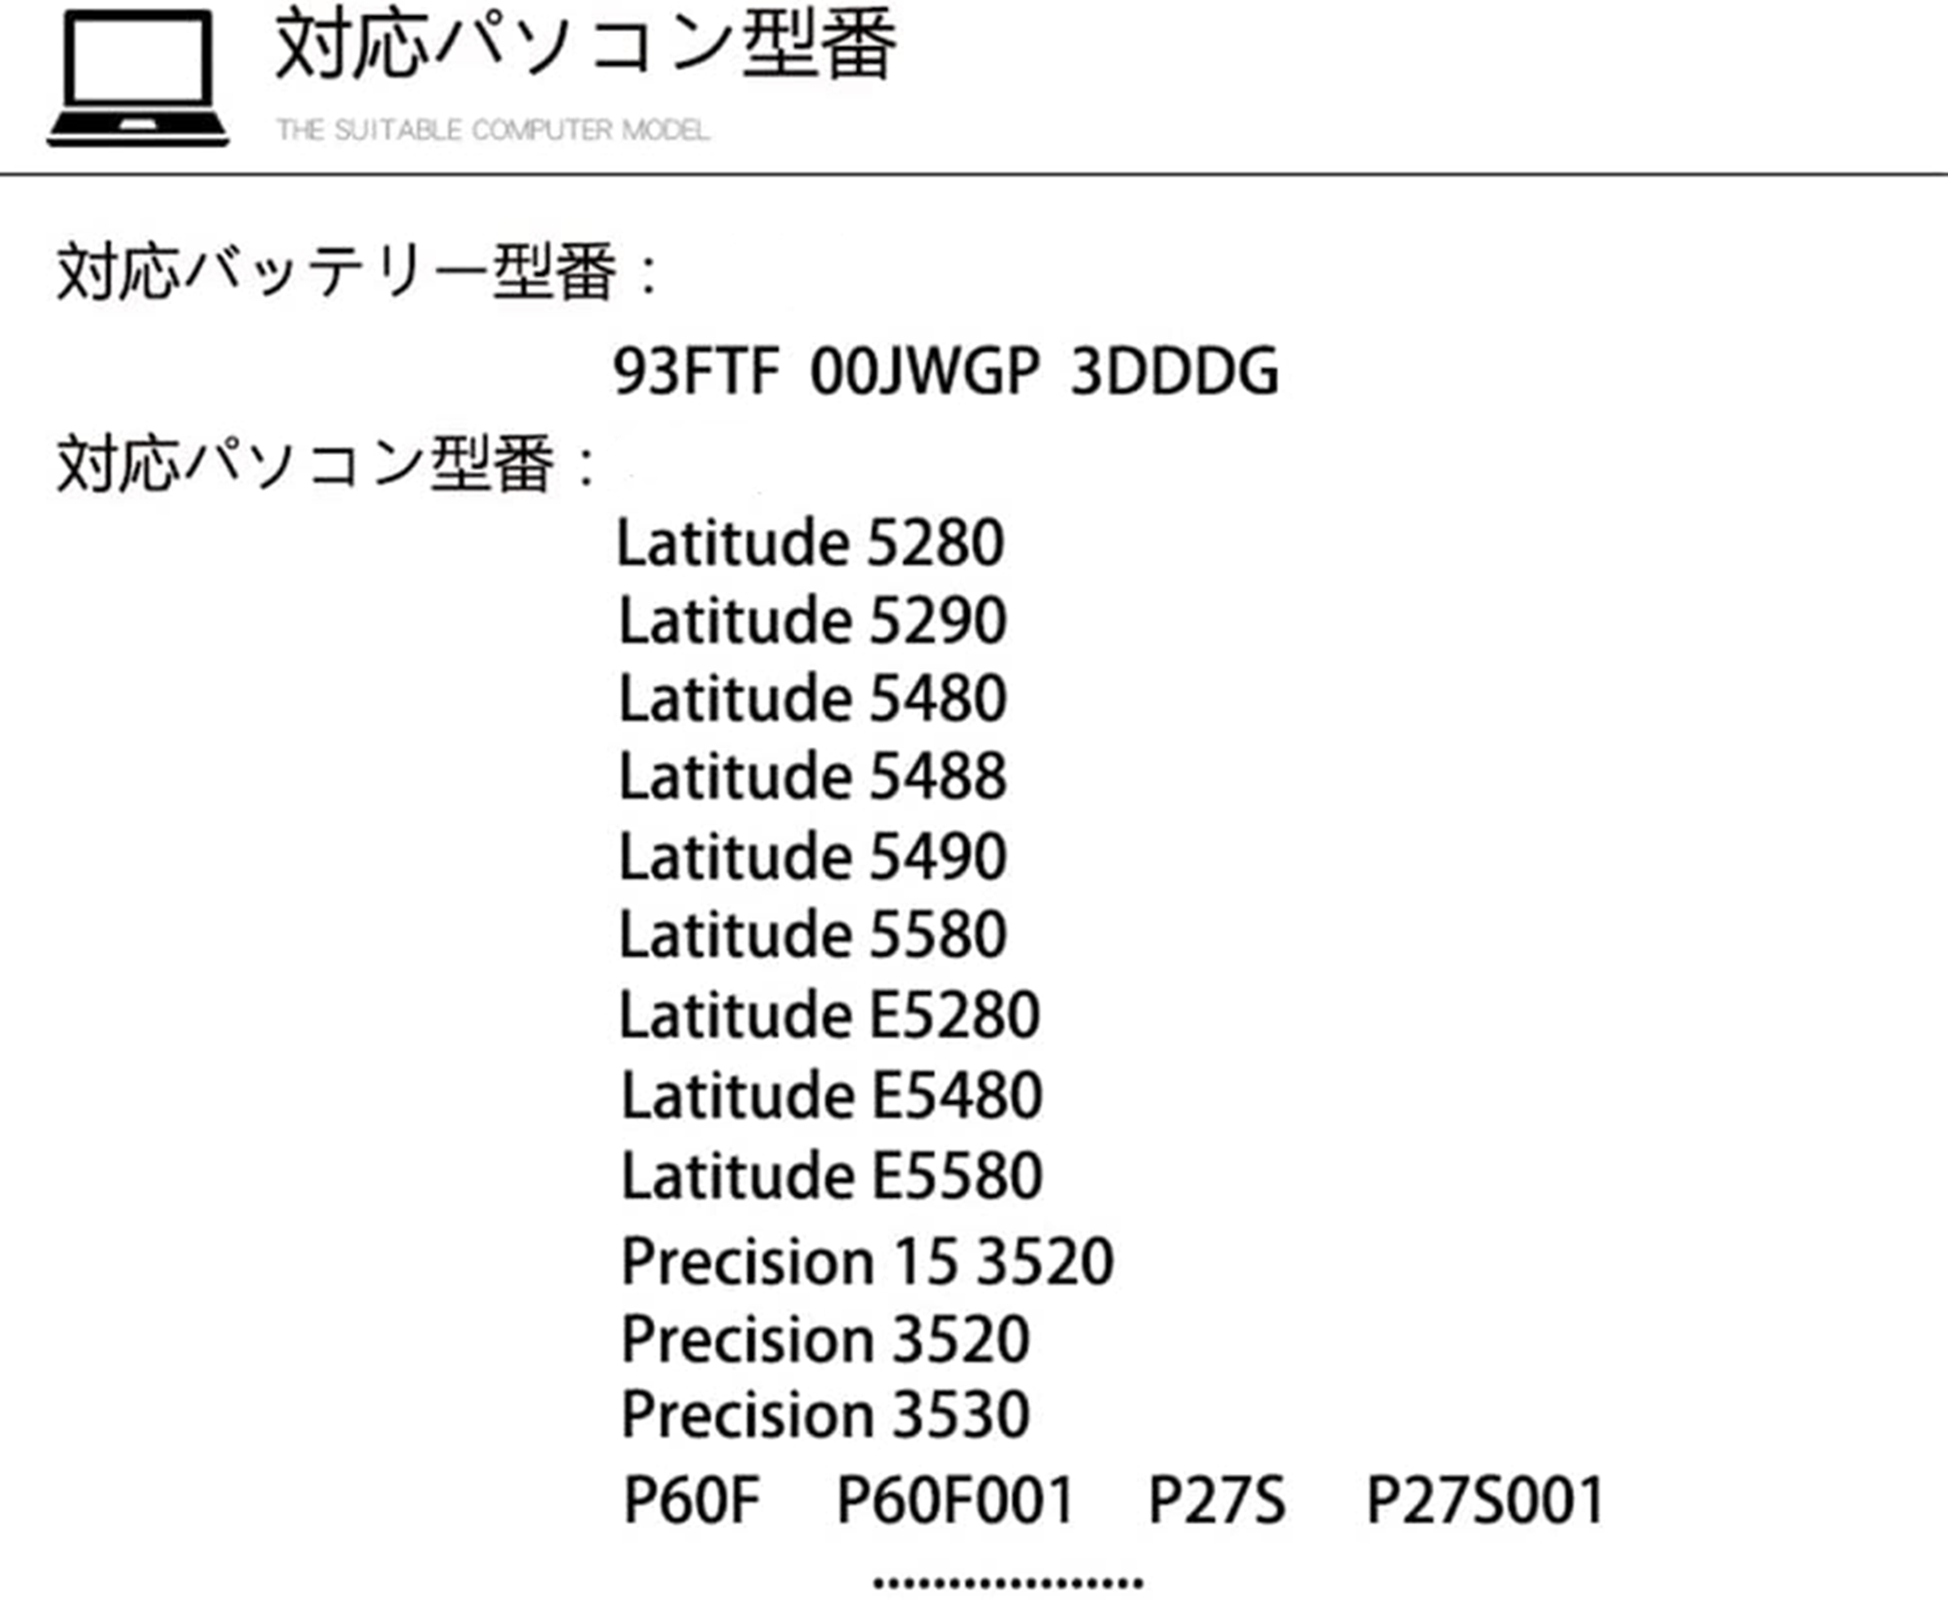 対応パソコン型番
THE SUITABLE COMPUTER MODEL
対応バッテリー型番：
93FTF 00JWGP 3DDDG
対応パソコン型番：
Latitude 5280
Latitude 5290
Latitude 5480
Latitude 5488
Latitude 5490
Latitude 5580
Latitude E5280
Latitude E5480
Latitude E5580
Precision 15 3520
Precision 3520
Precision 3530
P60F P60F001 P27S P27S001
..................